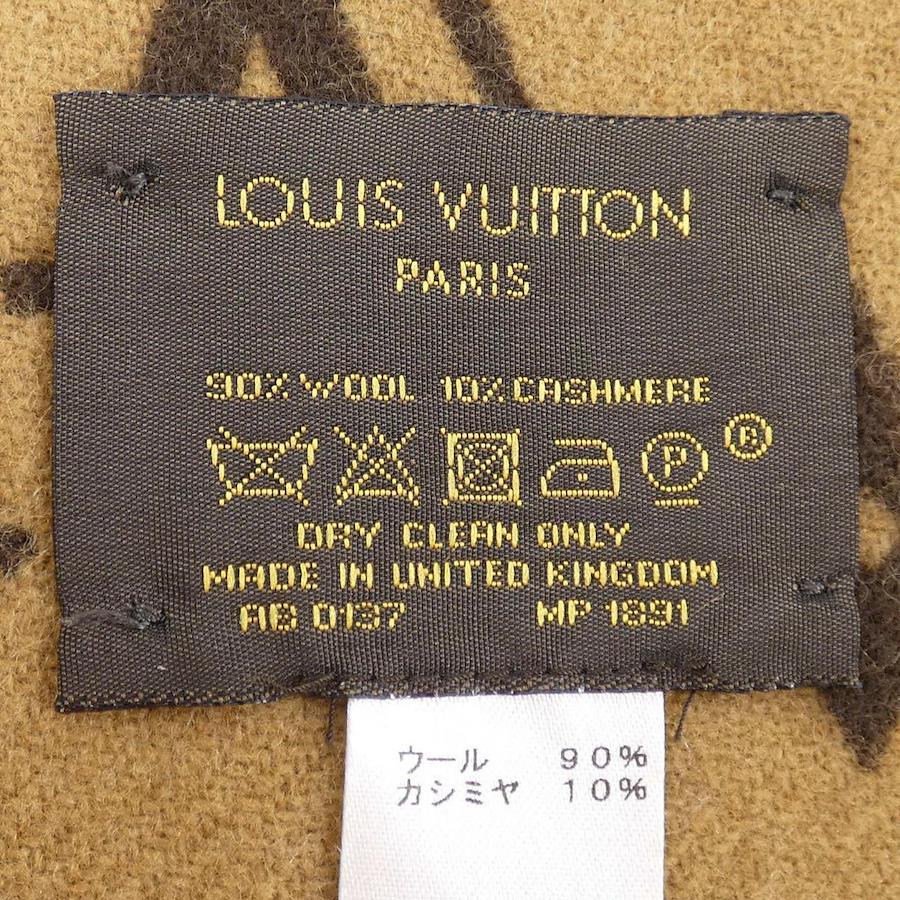 LOUIS VUITTON
PARIS
90% WOOL 10% CASHMERE
P ®
DRY CLEAN ONLY
MADE IN UNITED KINGDOM
AB 0137 MP 1891
ウール 90%
カシミヤ 10%